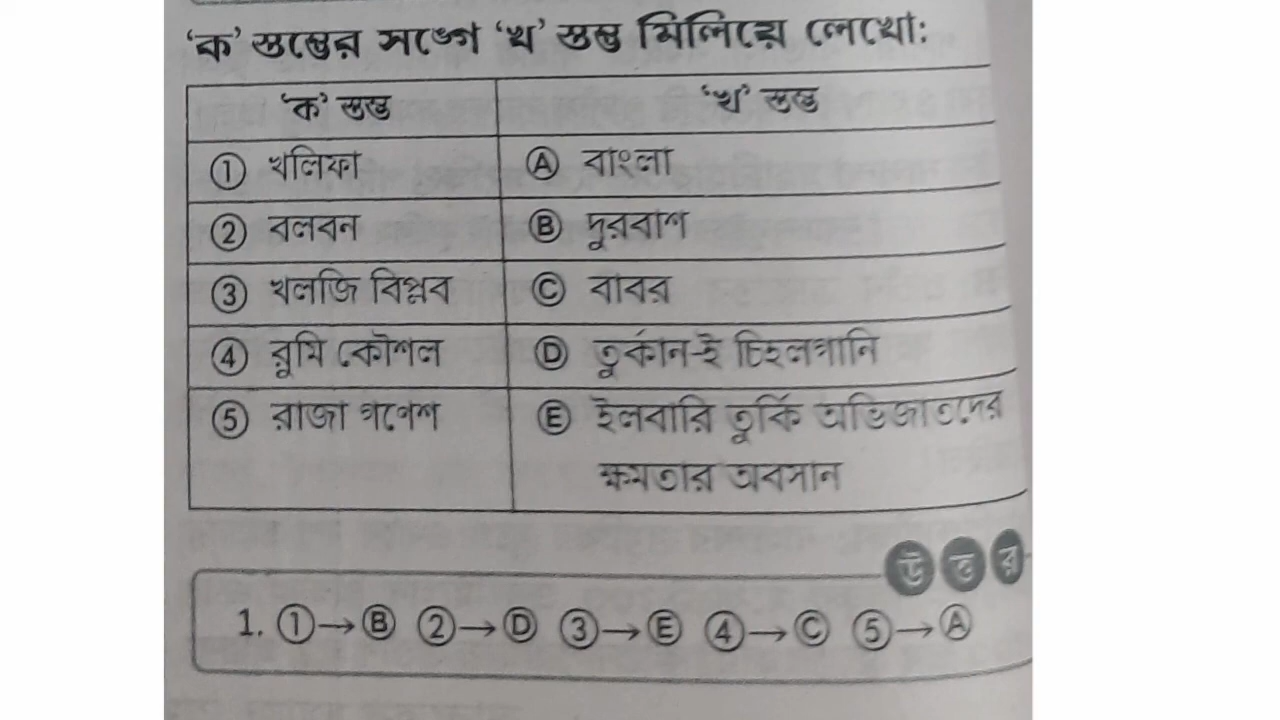 ‘ক’ স্তম্ভের সঙ্গে ‘খ’ স্তম্ভ মিলিয়ে লেখো:
‘ক’ স্তম্ভ ‘খ’ স্তম্ভ
① খলিফা Ⓐ বাংলা
② বলবন Ⓑ দুরবাশ
③ খলজি বিপ্লব Ⓒ বাবর
④ রুমি কৌশল Ⓓ তুর্কান-ই চিহলগানি
⑤ রাজা গণেশ Ⓔ ইলবারি তুর্কি অভিজাতদের
ক্ষমতার অবসান
উত্তর
1. ①→Ⓑ ②→Ⓓ ③→Ⓔ ④→Ⓒ ⑤→Ⓐ